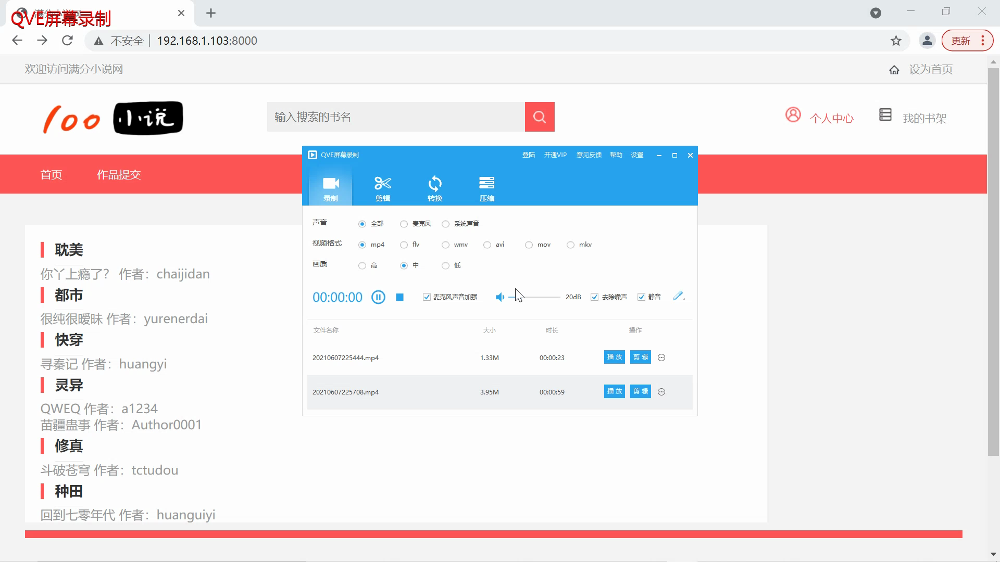 QVE屏幕录制
不安全 192.168.1.103:8000
更新
欢迎访问满分小说网
设为首页
100 小说
输入搜索的书名
个人中心
我的书架
首页 作品提交
QVE屏幕录制
登陆 开通VIP 意见反馈 帮助 设置
录制 剪辑 转换 压缩
声音 全部 麦克风 系统声音
视频格式 mp4 flv wmv avi mov mkv
画质 高 中 低
00:00:00 麦克风声音加强 20dB 去除噪声 静音
文件名称 大小 时长 操作
20210607225444.mp4 1.33M 00:00:23 播放 剪辑
20210607225708.mp4 3.95M 00:00:59 播放 剪辑
耽美
你丫上瘾了? 作者：chaijidan
都市
很纯很暧昧 作者：yurenerdai
快穿
寻秦记 作者：huangyi
灵异
QWEQ 作者：a1234
苗疆蛊事 作者：Author0001
修真
斗破苍穹 作者：tctudou
种田
回到七零年代 作者：huanguiyi